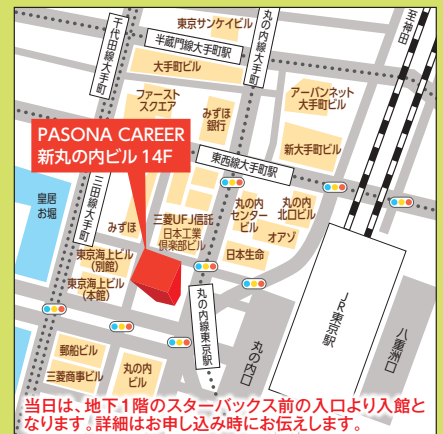 東京サンケイビル
半蔵門線大手町駅
大手町ビル
千代田線大手町
丸の内線大手町
至神田
ファースト
スクエア
みずほ
銀行
アーバンネット
大手町ビル
新大手町ビル
東西線大手町駅
PASONA CAREER
新丸の内ビル 14F
三田線大手町
皇居
お堀
みずほ
三菱UFJ信託
日本工業
倶楽部ビル
丸の内
センター
ビル
丸の内
北口ビル
オアゾ
日本生命
東京海上ビル
(別館)
東京海上ビル
(本館)
丸の内線東京駅
丸の内口
JR東京駅
八重洲口
郵船ビル
三菱商事ビル
丸の内
ビル
当日は、地下1階のスターバックス前の入口より入館と
なります。詳細はお申し込み時にお伝えします。